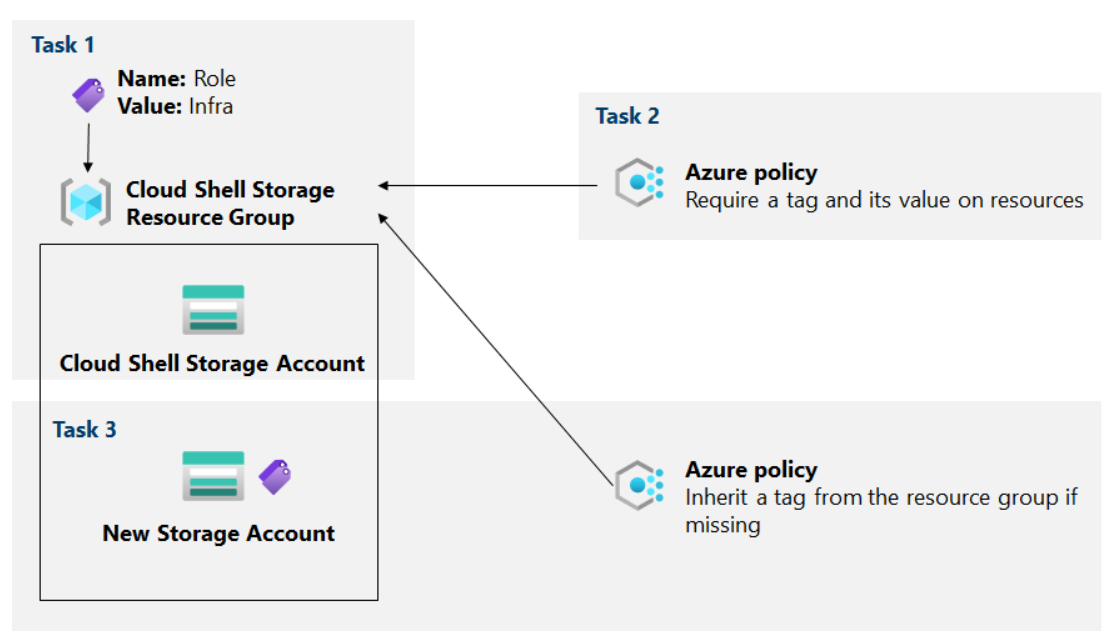 Task 1
Name: Role
Value: Infra
Cloud Shell Storage
Resource Group
Cloud Shell Storage Account
Task 2
Azure policy
Require a tag and its value on resources
Task 3
New Storage Account
Azure policy
Inherit a tag from the resource group if
missing